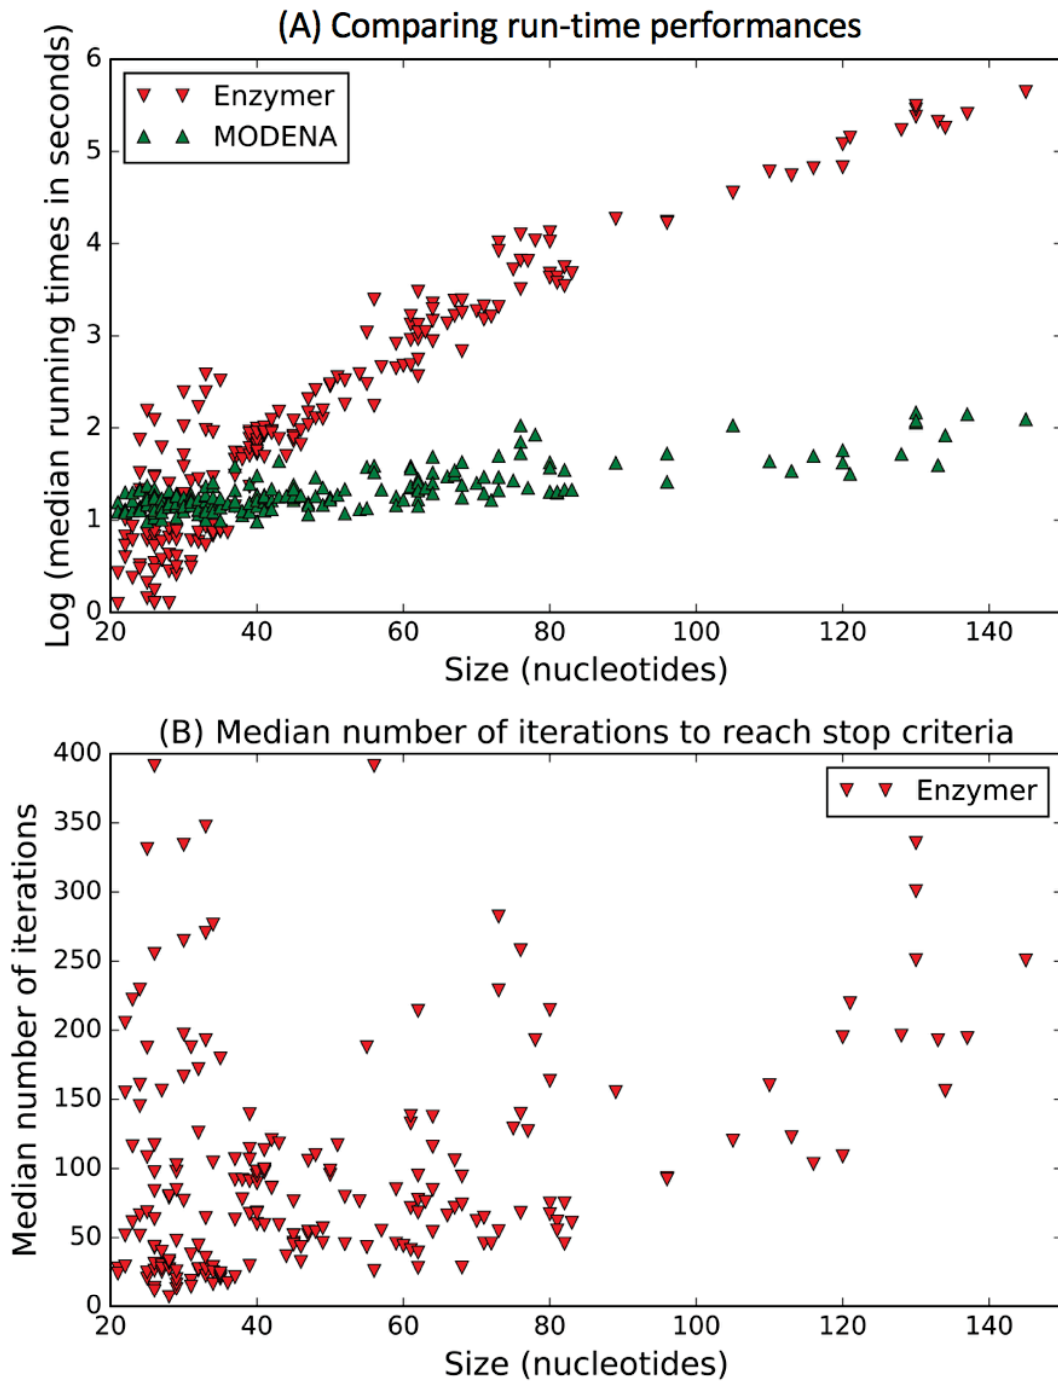 (A) Comparing run-time performances
Log (median running times in seconds)
6
5
4
3
2
1
0
Enzymer
MODENA
20 40 60 80 100 120 140
Size (nucleotides)
(B) Median number of iterations to reach stop criteria
Median number of iterations
400
350
300
250
200
150
100
50
0
Enzymer
20 40 60 80 100 120 140
Size (nucleotides)